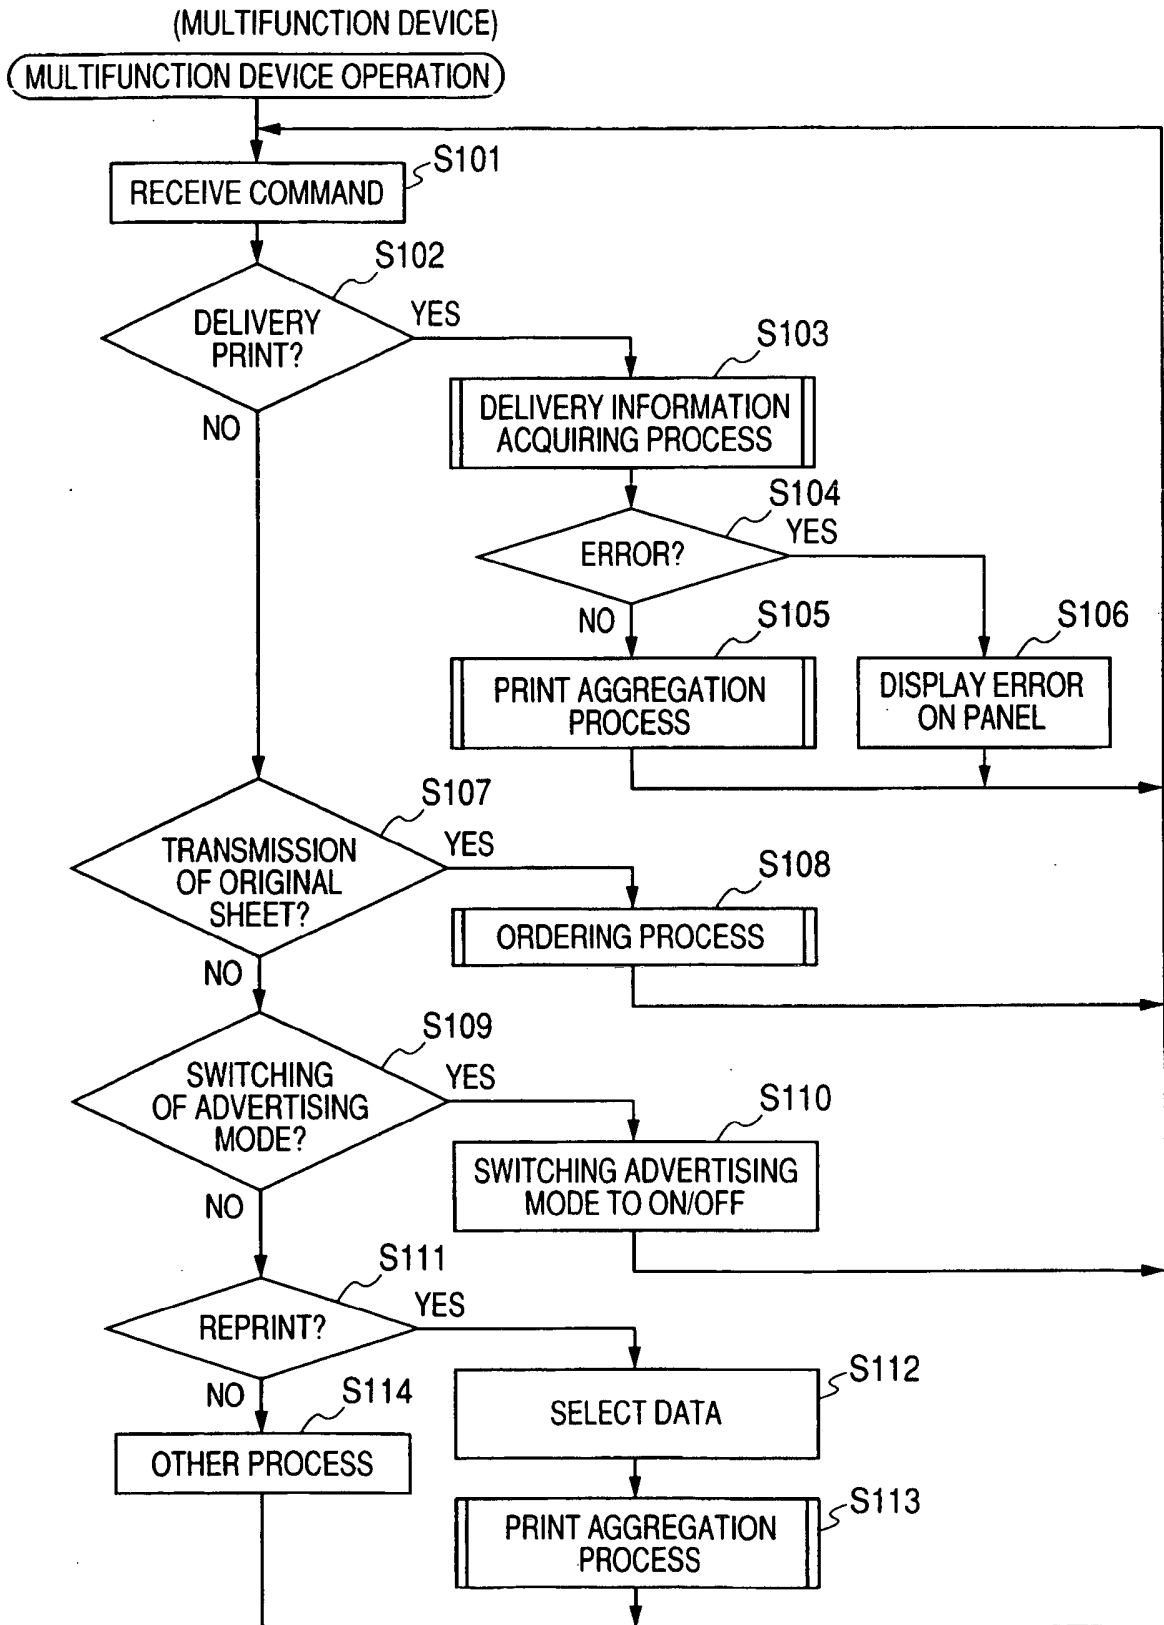 (MULTIFUNCTION DEVICE)
MULTIFUNCTION DEVICE OPERATION
S101
RECEIVE COMMAND
S102
DELIVERY
PRINT?
YES
NO
S103
DELIVERY INFORMATION
ACQUIRING PROCESS
S104
ERROR?
YES
NO
S105
PRINT AGGREGATION
PROCESS
S106
DISPLAY ERROR
ON PANEL
S107
TRANSMISSION
OF ORIGINAL
SHEET?
YES
NO
S108
ORDERING PROCESS
S109
SWITCHING
OF ADVERTISING
MODE?
YES
NO
S110
SWITCHING ADVERTISING
MODE TO ON/OFF
S111
REPRINT?
YES
NO
S112
SELECT DATA
S114
OTHER PROCESS
S113
PRINT AGGREGATION
PROCESS